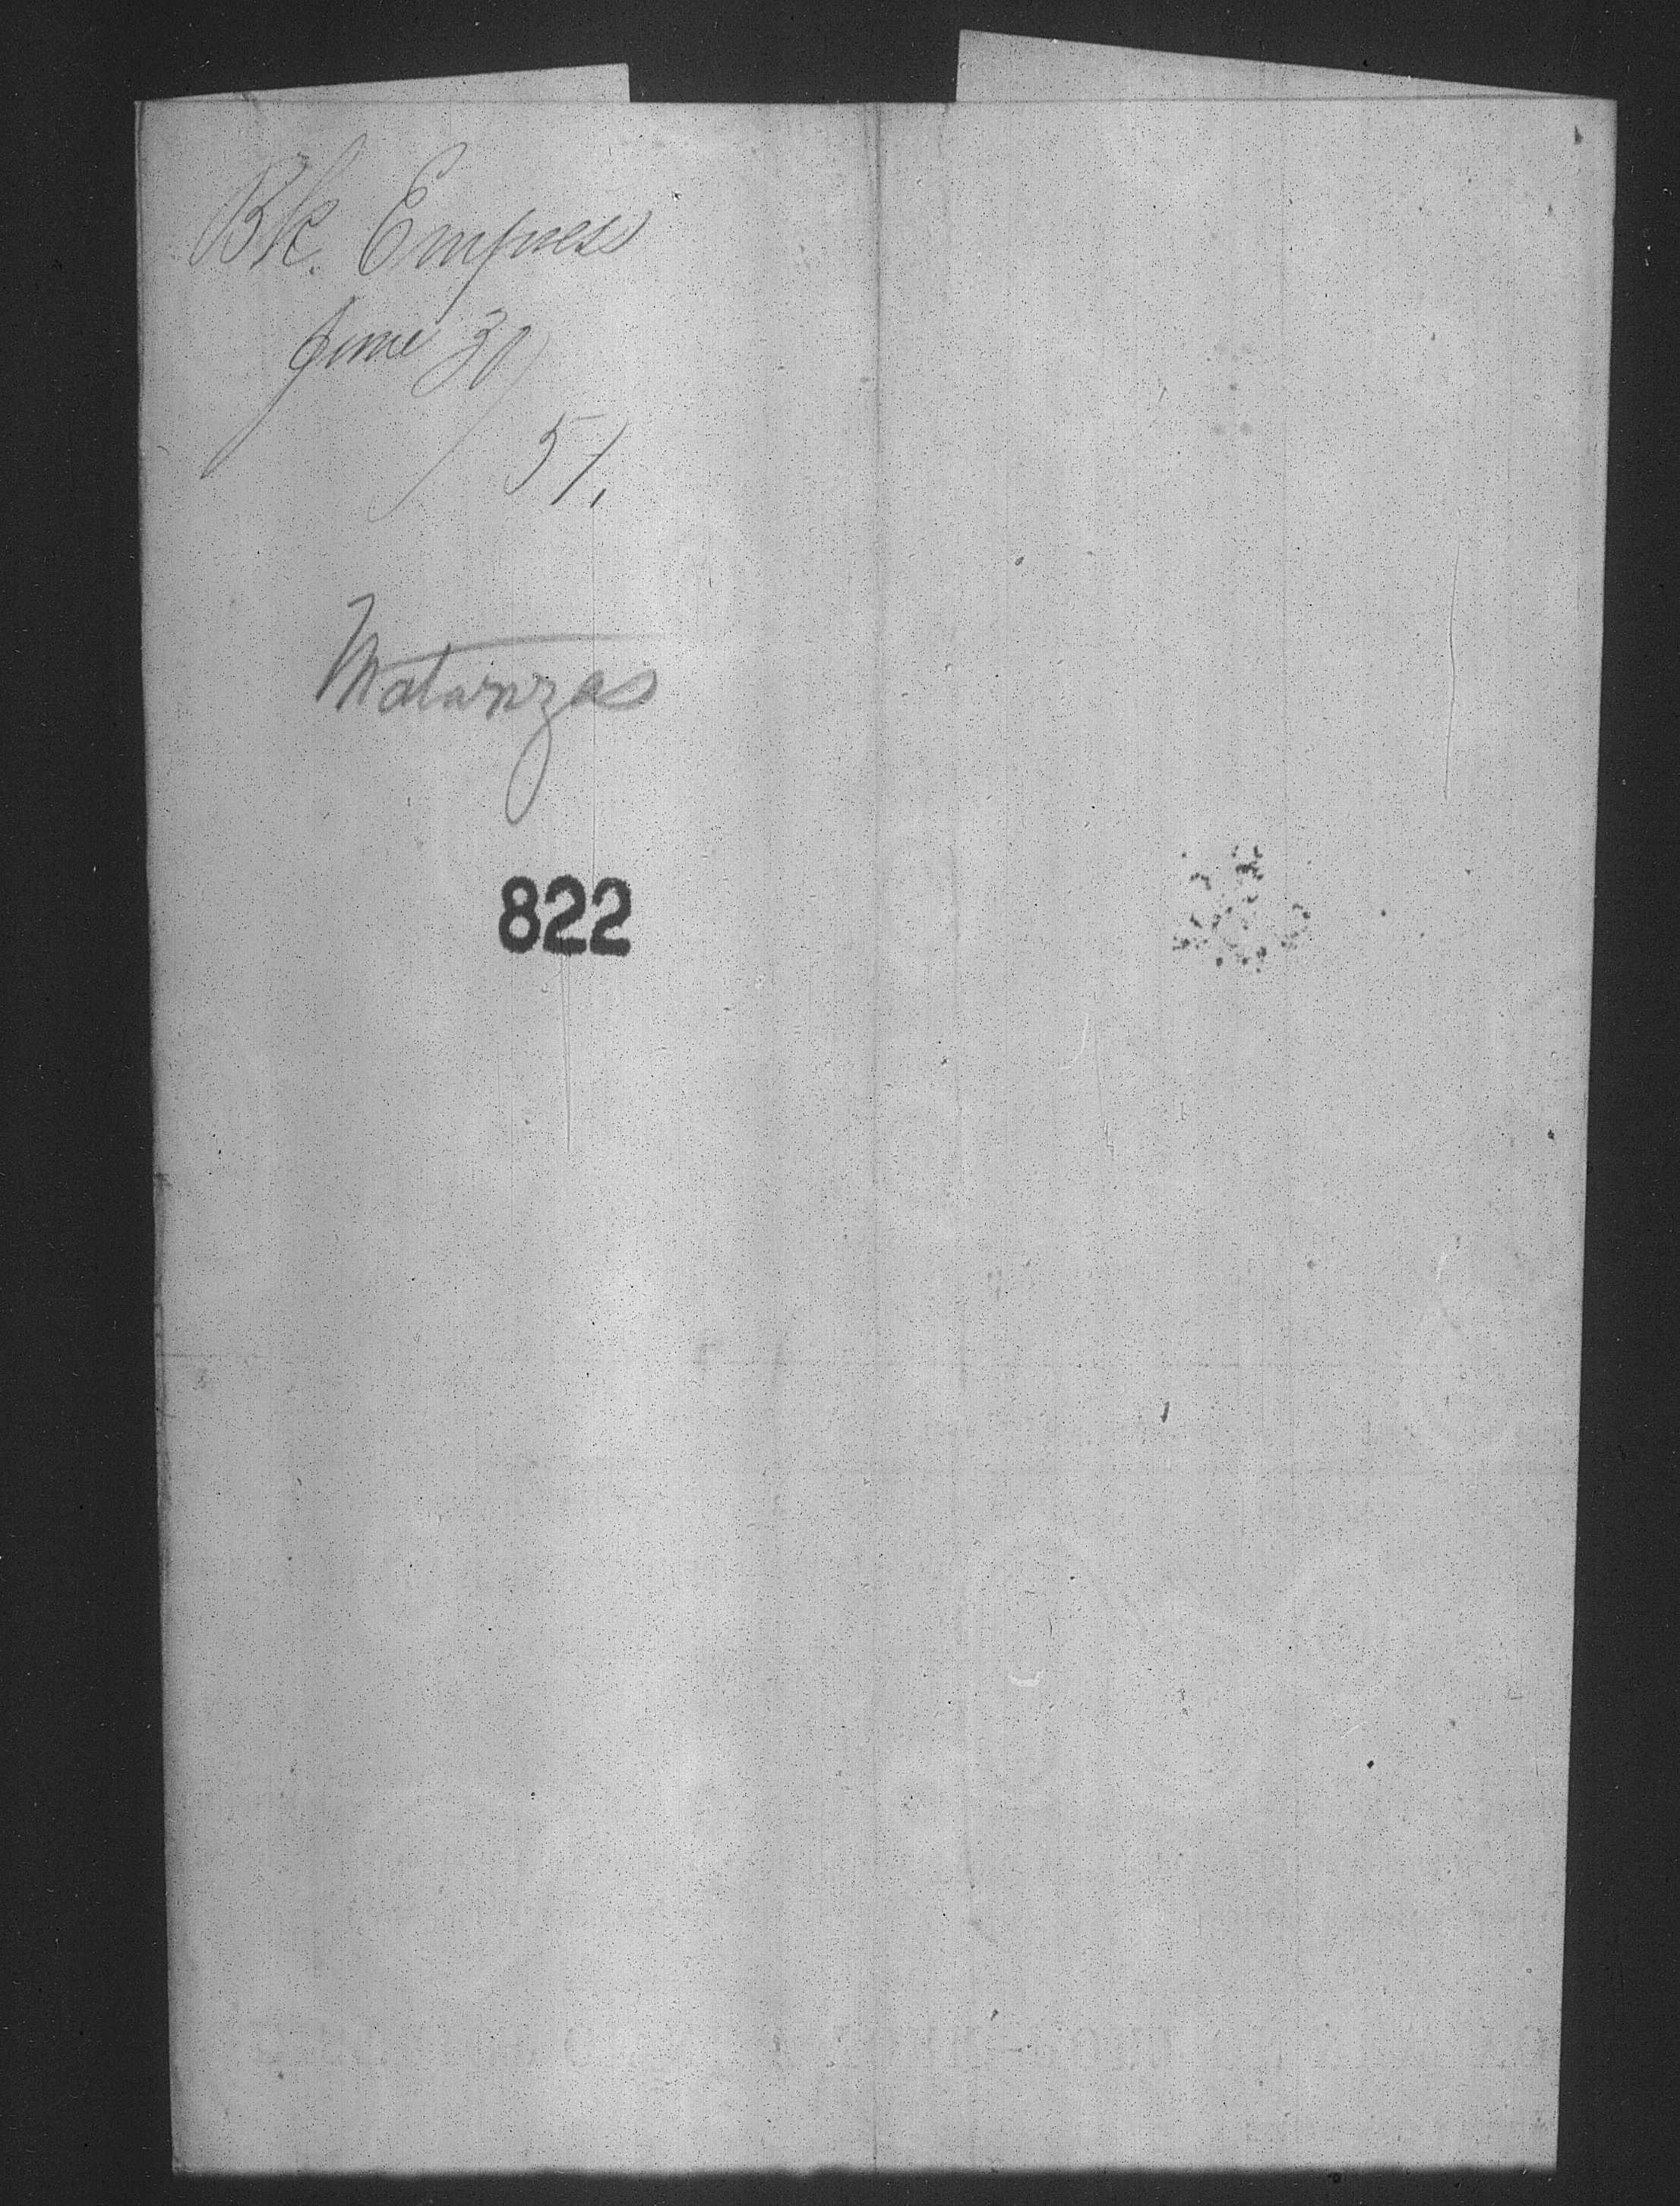 Bk. Empress
June 30
/51.
Matanzas
822